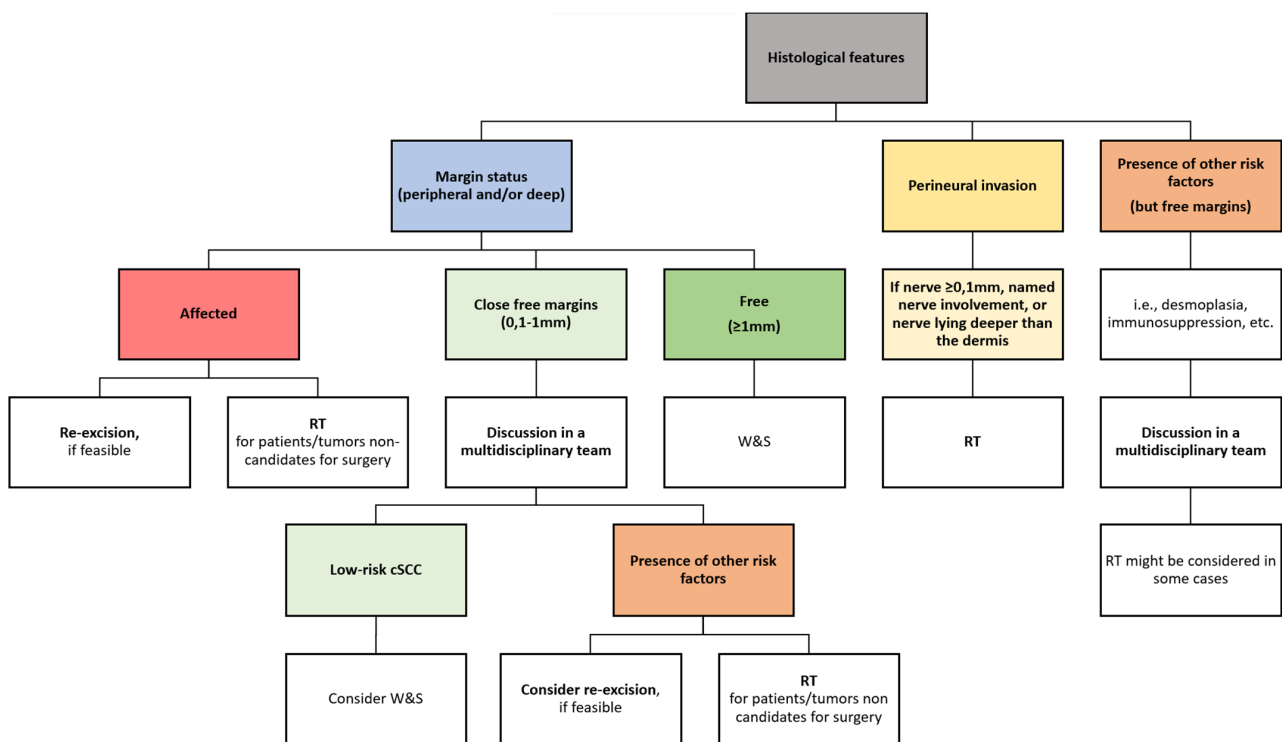 Histological features
Margin status
(peripheral and/or deep)
Perineural invasion
Presence of other risk
factors
(but free margins)
Affected
Close free margins
(0,1-1mm)
Free
(≥1mm)
If nerve ≥0,1mm, named
nerve involvement, or
nerve lying deeper than
the dermis
i.e., desmoplasia,
immunosuppression, etc.
Re-excision,
if feasible
RT
for patients/tumors non-
candidates for surgery
Discussion in a
multidisciplinary team
W&S
RT
Discussion in a
multidisciplinary team
Low-risk cSCC
Presence of other risk
factors
RT might be considered in
some cases
Consider W&S
Consider re-excision,
if feasible
RT
for patients/tumors non
candidates for surgery